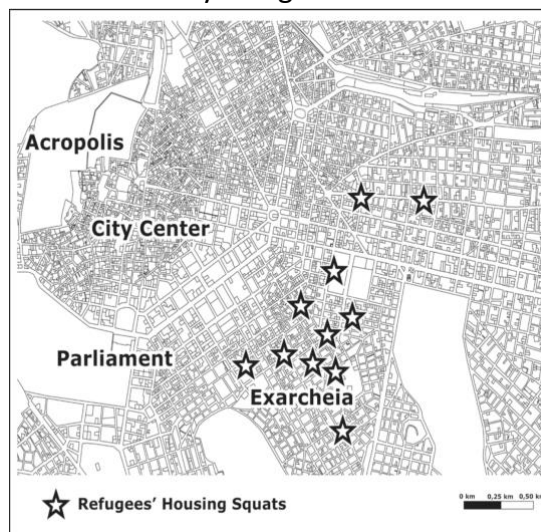 Acropolis
City Center
Parliament
Exarcheia
Refugees' Housing Squats
0 km 0,25 km 0,50 km